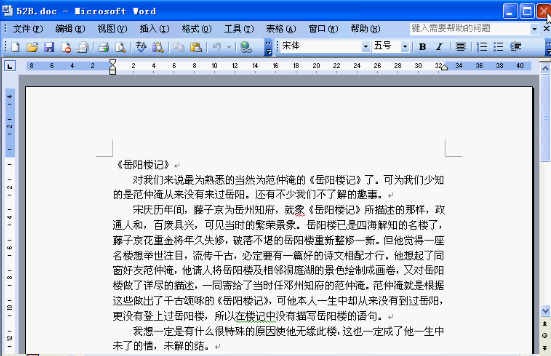 52B.doc - Microsoft Word
文件(F) 编辑(E) 视图(V) 插入(I) 格式(O) 工具(T) 表格(A) 窗口(W) 帮助(H) 键入需要帮助的问题
宋体 五号 B I
8 6 4 2 2 4 6 8 10 12 14 16 18 20 22 24 26 28 30 32 34 36 38 40
《岳阳楼记》
对我们来说最为熟悉的当然为范仲淹的《岳阳楼记》了。可为我们少知
的是范仲淹从来没有来过岳阳。还有不少我们不了解的趣事。
宋庆历年间，藤子京为岳州知府，就象《岳阳楼记》所描述的那样，政
通人和，百废具兴，可见当时的繁荣景象。岳阳楼已是四海解知的名楼了，
藤子京花重金将年久失修，破落不堪的岳阳楼重新整修一新。但他觉得一座
名楼想举世注目，流传千古，必定要有一篇好的诗文相配才行。他想起了同
窗好友范仲淹，他请人将岳阳楼及相邻洞庭湖的景色绘制成画卷，又对岳阳
楼做了详尽的描述，一同寄给了当时任邓州知府的范仲淹。范仲淹就是根据
这些做出了千古颂咏的《岳阳楼记》，可他本人一生中却从来没有到过岳阳，
更没有登上过岳阳楼，所以在楼记中没有描写岳阳楼的语句。
我想一定是有什么很特殊的原因使他无缘此楼，这也一定成了他一生中
未了的情，未解的结。